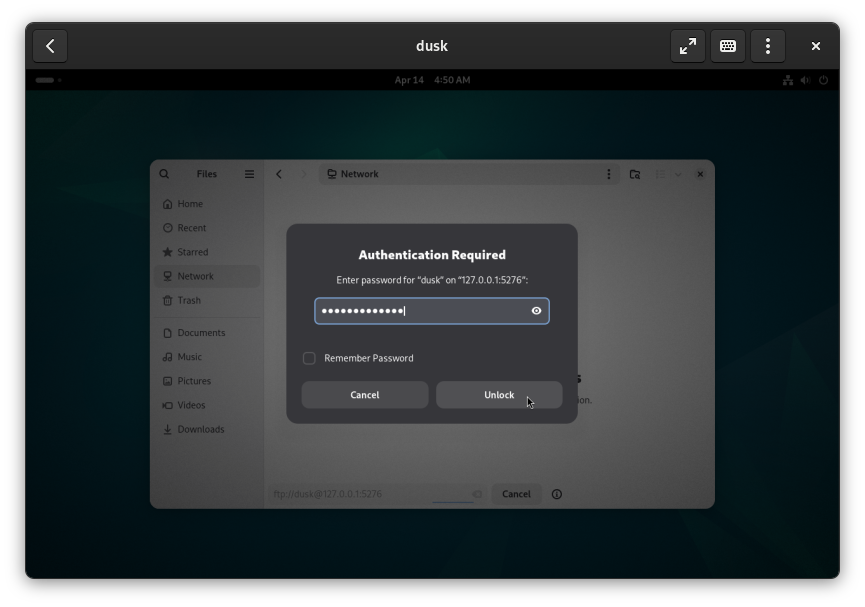 dusk
Apr 14 4:50 AM
Files
Network
Home
Recent
Starred
Network
Trash
Documents
Music
Pictures
Videos
Downloads
Authentication Required
Enter password for “dusk” on “127.0.0.1:5276”:
Remember Password
Cancel
Unlock
ftp://dusk@127.0.0.1:5276
Cancel